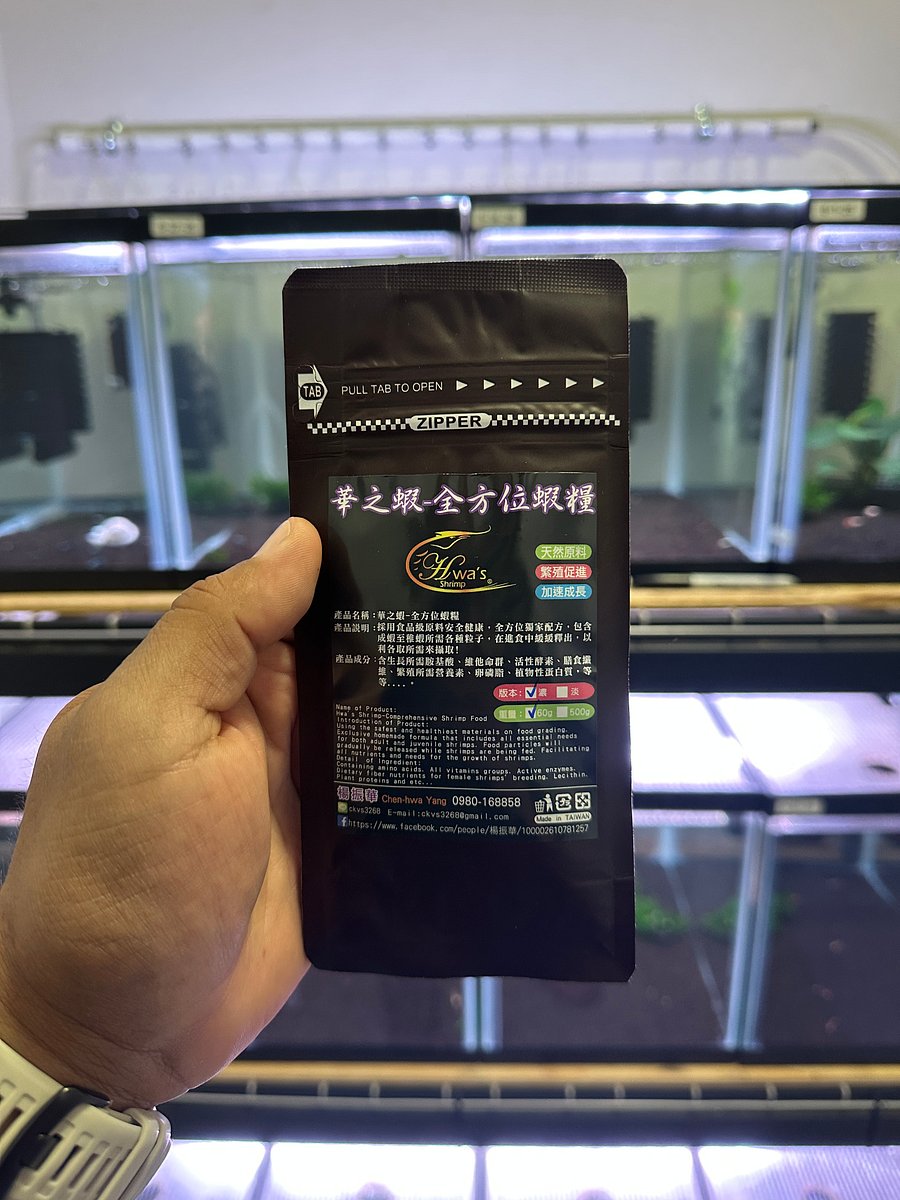 TAB PULL TAB TO OPEN
ZIPPER
華之蝦-全方位蝦糧
Hwa's
Shrimp
天然原料
繁殖促進
加速成長
產品名稱：華之蝦-全方位蝦糧
產品說明：採用食品級原料安全健康，全方位獨家配方，包含
成蝦至稚蝦所需各種粒子，在進食中緩緩釋出，以
利各取所需來攝取!
產品成分：含生長所需胺基酸、維他命群、活性酵素、膳食纖
維、繁殖所需營養素、卵磷脂、植物性蛋白質，等
等....。
版本：濃 淡
重量：60g 500g
Name of Product:
Hwa's Shrimp-Comprehensive Shrimp Food
Introduction of Product:
Using the safest and healthiest materials on food grading.
Exclusive homemade formula that includes all essential needs
for both adult and juvenile shrimps. Food particles will
gradually be released while shrimps are being fed. Facilitating
all nutrients and needs for the growth of shrimps.
Detail of Ingredient:
Containing amino acids. All vitamins groups. Active enzymes.
Dietary fiber nutrients for female shrimps' breeding. Lecithin.
Plant proteins and etc...
楊振華 Chen-hwa Yang 0980-168858
ckvs3268 E-mail:ckvs3268@gmail.com
Made in TAIWAN
https://www.facebook.com/people/楊振華/100002610781257